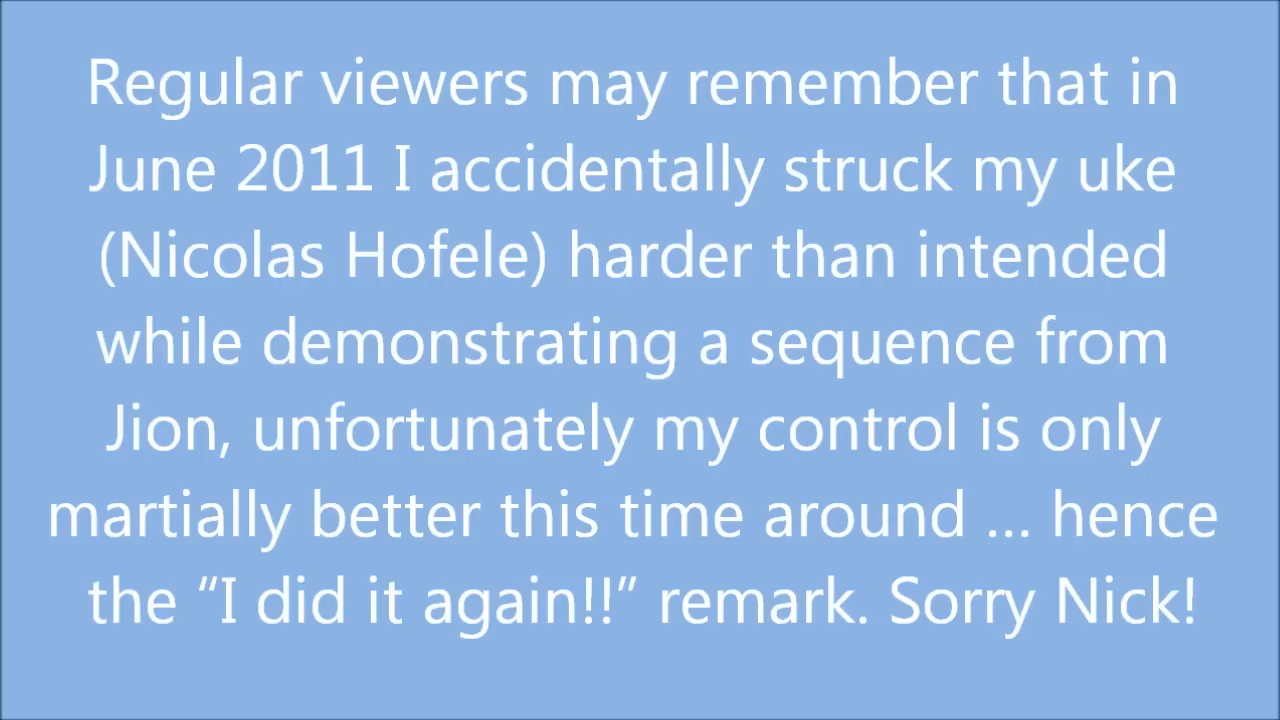 Regular viewers may remember that in
June 2011 I accidentally struck my uke
(Nicolas Hofele) harder than intended
while demonstrating a sequence from
Jion, unfortunately my control is only
martially better this time around ... hence
the “I did it again!!” remark. Sorry Nick!